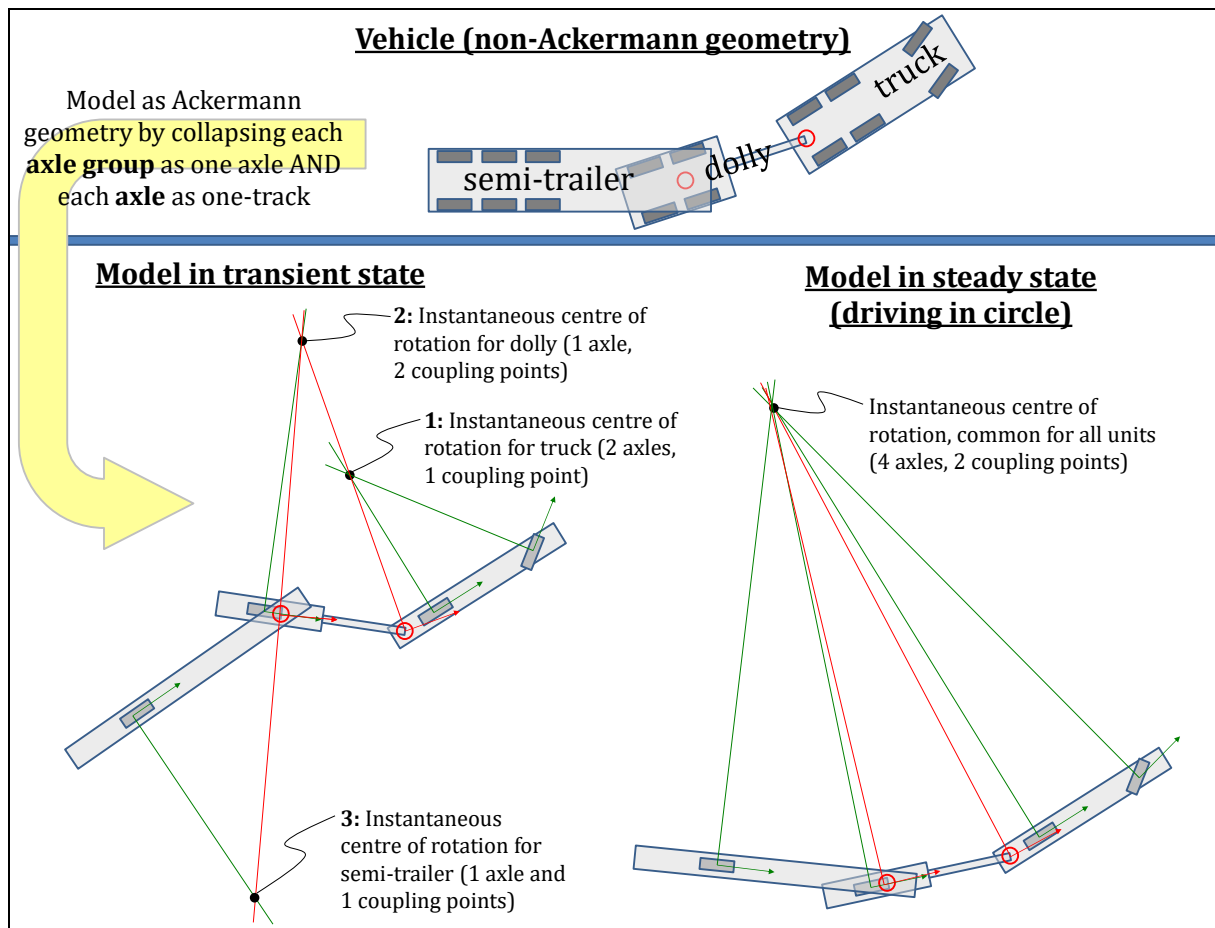 Vehicle (non-Ackermann geometry)
Model as Ackermann
geometry by collapsing each
axle group as one axle AND
each axle as one-track
truck
dolly
semi-trailer
Model in transient state
2: Instantaneous centre of
rotation for dolly (1 axle,
2 coupling points)
1: Instantaneous centre of
rotation for truck (2 axles,
1 coupling point)
3: Instantaneous
centre of rotation for
semi-trailer (1 axle and
1 coupling points)
Model in steady state
(driving in circle)
Instantaneous centre of
rotation, common for all units
(4 axles, 2 coupling points)